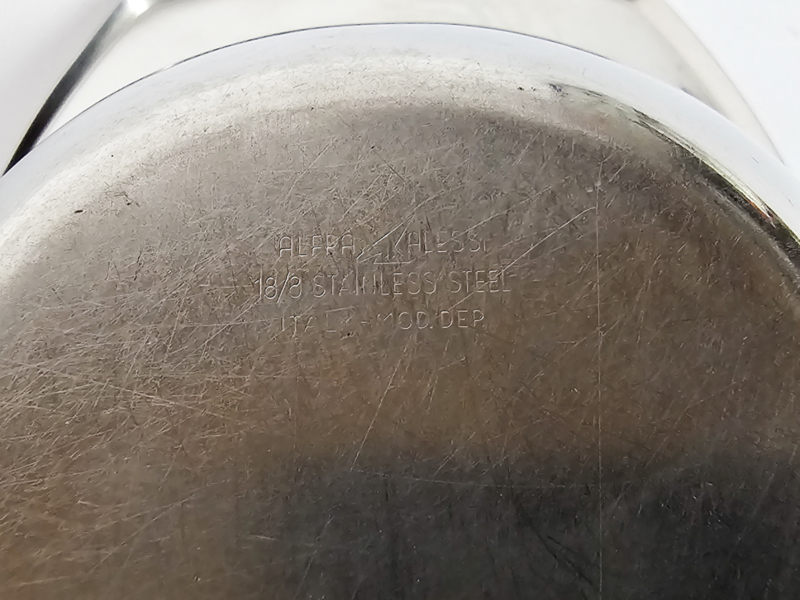 ALFRA ALESSI
18/8 STAINLESS STEEL
ITALY-MOD.DEP.